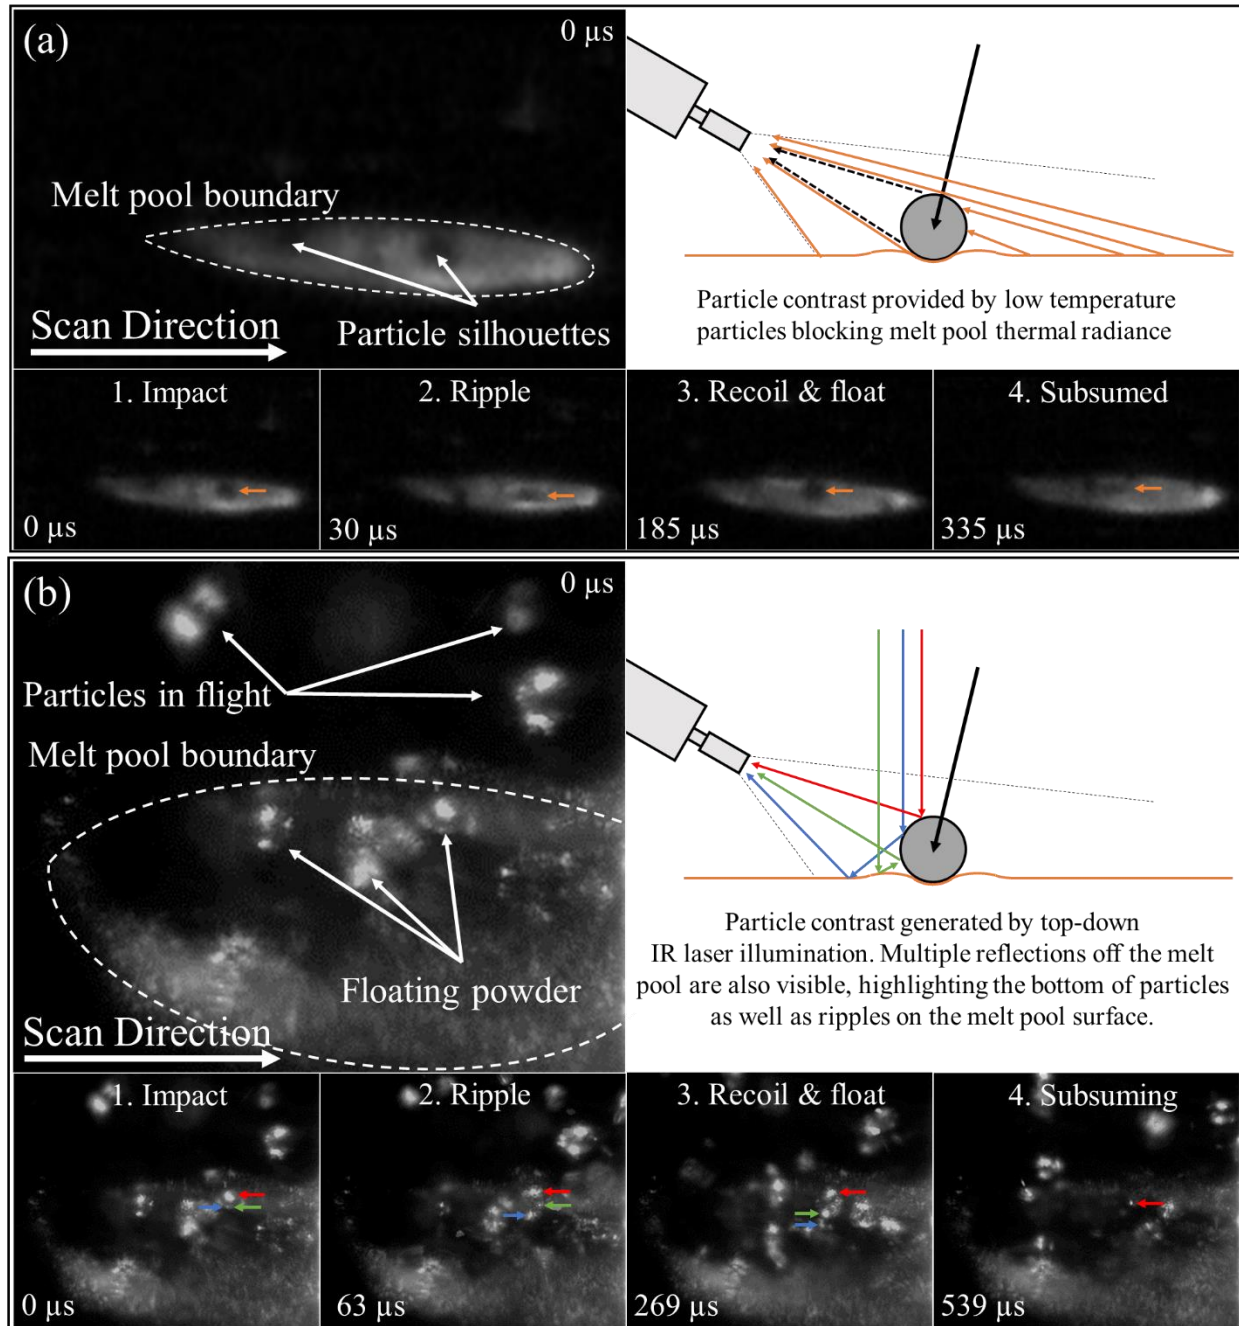 (a)
0 µs
Melt pool boundary
Scan Direction
Particle silhouettes
Particle contrast provided by low temperature
particles blocking melt pool thermal radiance
1. Impact
0 µs
2. Ripple
30 µs
3. Recoil & float
185 µs
4. Subsumed
335 µs
(b)
0 µs
Particles in flight
Melt pool boundary
Floating powder
Scan Direction
Particle contrast generated by top-down
IR laser illumination. Multiple reflections off the melt
pool are also visible, highlighting the bottom of particles
as well as ripples on the melt pool surface.
1. Impact
0 µs
2. Ripple
63 µs
3. Recoil & float
269 µs
4. Subsuming
539 µs